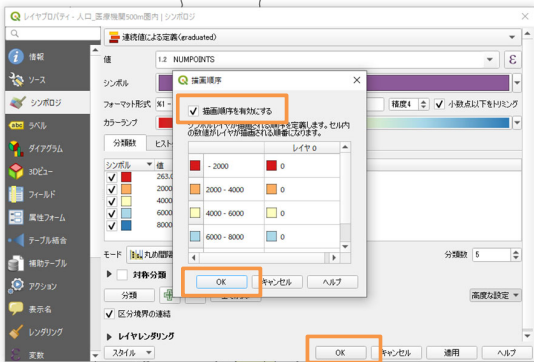 レイヤプロパティ - 人口_医療機関500m圏内 | シンボロジ
連続値による定義(graduated)
情報
値
1.2 NUMPOINTS
ε
ソース
シンボル
シンボロジ
フォーマット形式
%1 -
精度4
小数点以下をトリミング
abc ラベル
カラーランプ
ダイアグラム
分類数
ヒスト
3Dビュー
シンボル
値
フィールド
263.0
2000
4000
6000
8000
属性フォーム
テーブル結合
モード
丸め間隔
分類数 5
補助テーブル
対称分類
アクション
分類
高度な設定
表示名
区分境界の連結
レンダリング
レイヤレンダリング
変数
スタイル
OK
キャンセル
適用
ヘルプ
描画順序
描画順序を有効にする
シンボルレイヤが描画される順序を定義します。セル内
の数値がレイヤが描画される順番になります。
レイヤ 0
- 2000
0
2000 - 4000
0
4000 - 6000
0
6000 - 8000
0
OK
キャンセル
ヘルプ